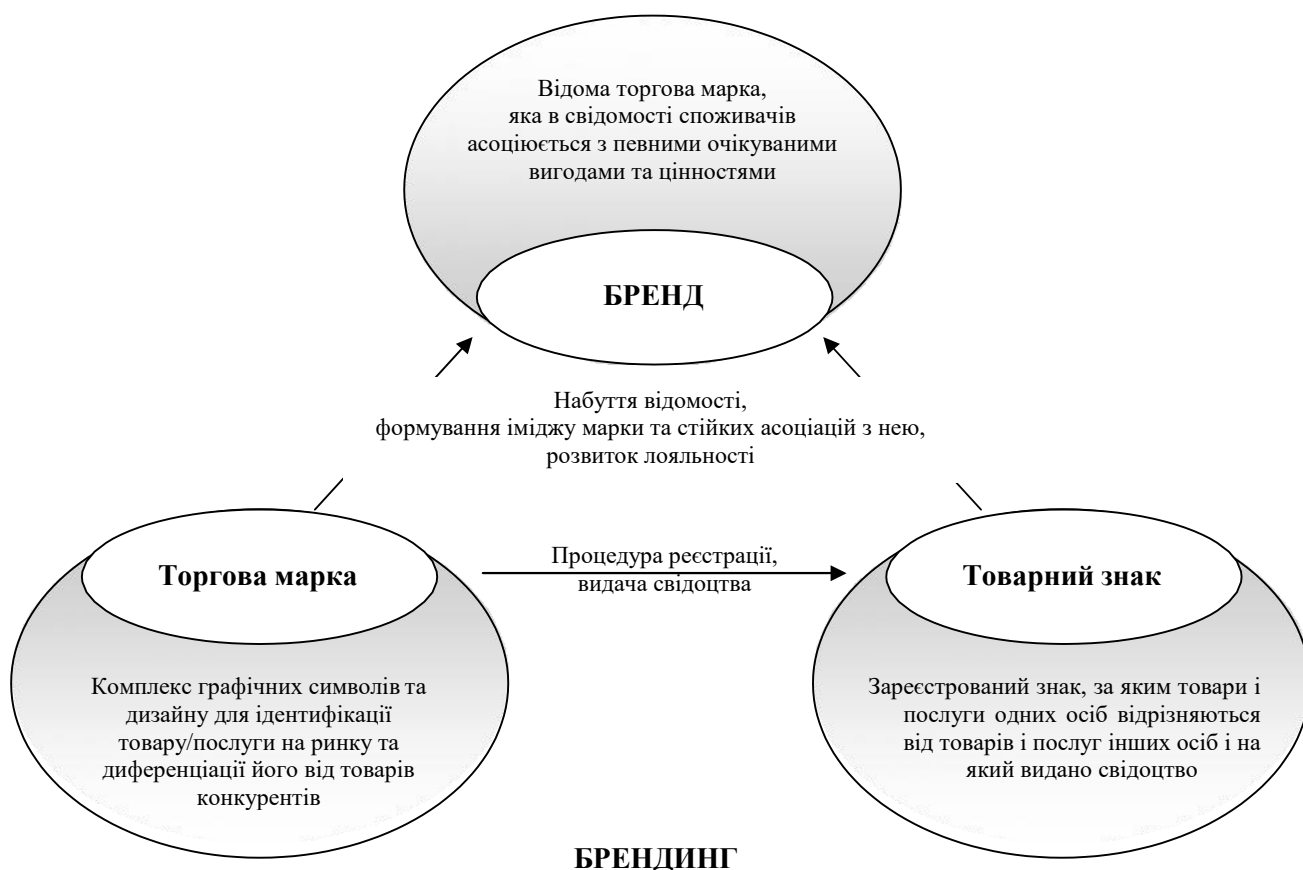 Відома торгова марка,
яка в свідомості споживачів
асоціюється з певними очікуваними
вигодами та цінностями
БРЕНД
Набуття відомості,
формування іміджу марки та стійких асоціацій з нею,
розвиток лояльності
Торгова марка
Процедура реєстрації,
видача свідоцтва
Товарний знак
Комплекс графічних символів та
дизайну для ідентифікації
товару/послуги на ринку та
диференціації його від товарів
конкурентів
Зареєстрований знак, за яким товари і
послуги одних осіб відрізняються
від товарів і послуг інших осіб і на
який видано свідоцтво
БРЕНДИНГ